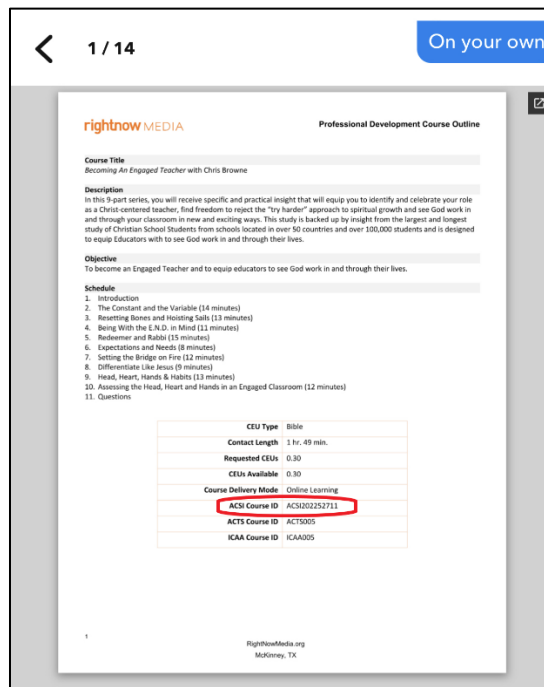 1 / 14
On your own
rightnow MEDIA
Professional Development Course Outline
Course Title
Becoming An Engaged Teacher with Chris Browne
Description
In this 9-part series, you will receive specific and practical insight that will equip you to identify and celebrate your role
as a Christ-centered teacher, find freedom to reject the "try harder" approach to spiritual growth and see God work in
and through your classroom in new and exciting ways. This study is backed up by insight from the largest and longest
study of Christian School Students from schools located in over 50 countries and over 100,000 students and is designed
to equip Educators with to see God work in and through their lives.
Objective
To become an Engaged Teacher and to equip educators to see God work in and through their lives.
Schedule
1. Introduction
2. The Constant and the Variable (14 minutes)
3. Resetting Bones and Hoisting Sails (13 minutes)
4. Being With the E.N.D. in Mind (11 minutes)
5. Redeemer and Rabbi (15 minutes)
6. Expectations and Needs (8 minutes)
7. Setting the Bridge on Fire (12 minutes)
8. Differentiate Like Jesus (9 minutes)
9. Head, Heart, Hands & Habits (13 minutes)
10. Assessing the Head, Heart and Hands in an Engaged Classroom (12 minutes)
11. Questions
CEU Type Bible
Contact Length 1 hr. 49 min.
Requested CEUs 0.30
CEUs Available 0.30
Course Delivery Mode Online Learning
ACSI Course ID ACSI202252711
ACTS Course ID ACTS005
ICAA Course ID ICAA005
1
RightNowMedia.org
McKinney, TX